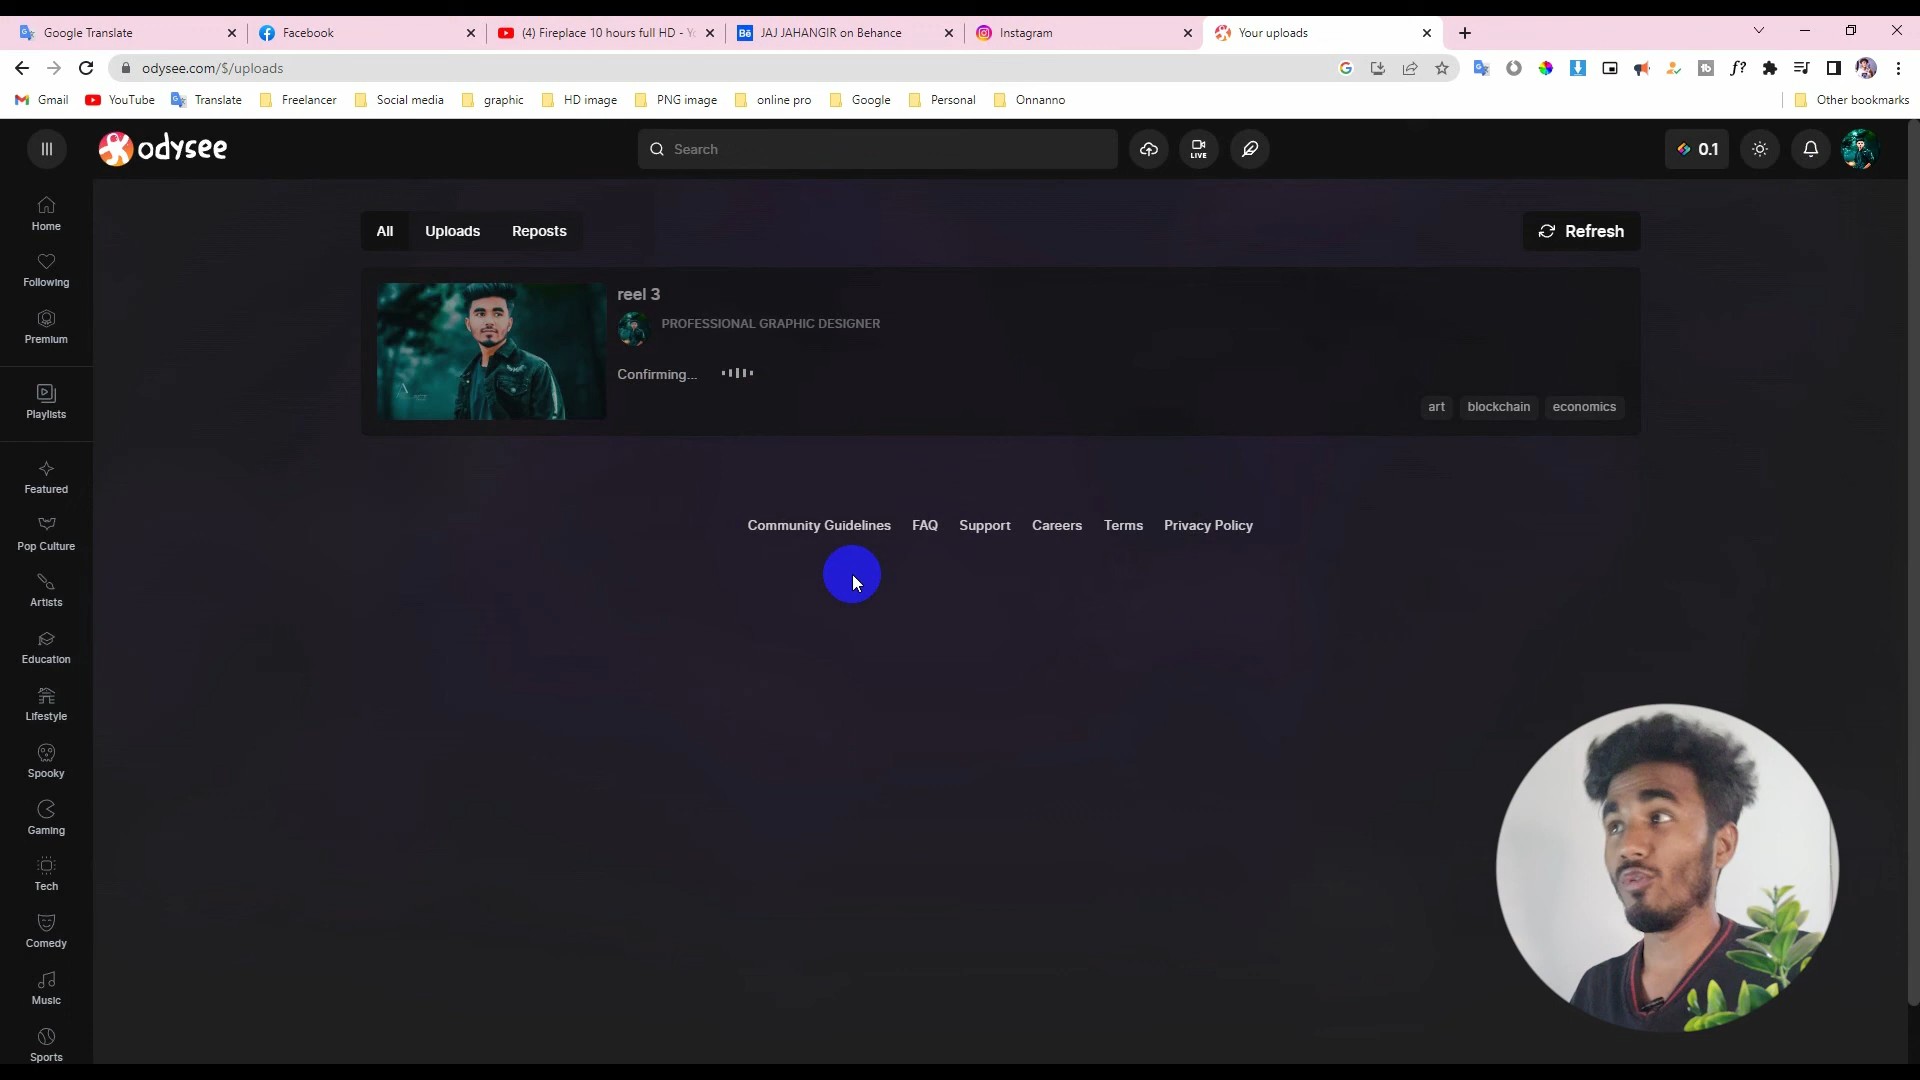 Google Translate
Facebook
(4) Fireplace 10 hours full HD - Yo
JAJ JAHANGIR on Behance
Instagram
Your uploads
odysee.com/$/uploads
Gmail
YouTube
Translate
Freelancer
Social media
graphic
HD image
PNG image
online pro
Google
Personal
Onnanno
Other bookmarks
odysee
Search
LIVE
0.1
Home
Following
Premium
Playlists
Featured
Pop Culture
Artists
Education
Lifestyle
Spooky
Gaming
Tech
Comedy
Music
Sports
All
Uploads
Reposts
Refresh
reel 3
PROFESSIONAL GRAPHIC DESIGNER
Confirming...
art
blockchain
economics
Community Guidelines
FAQ
Support
Careers
Terms
Privacy Policy